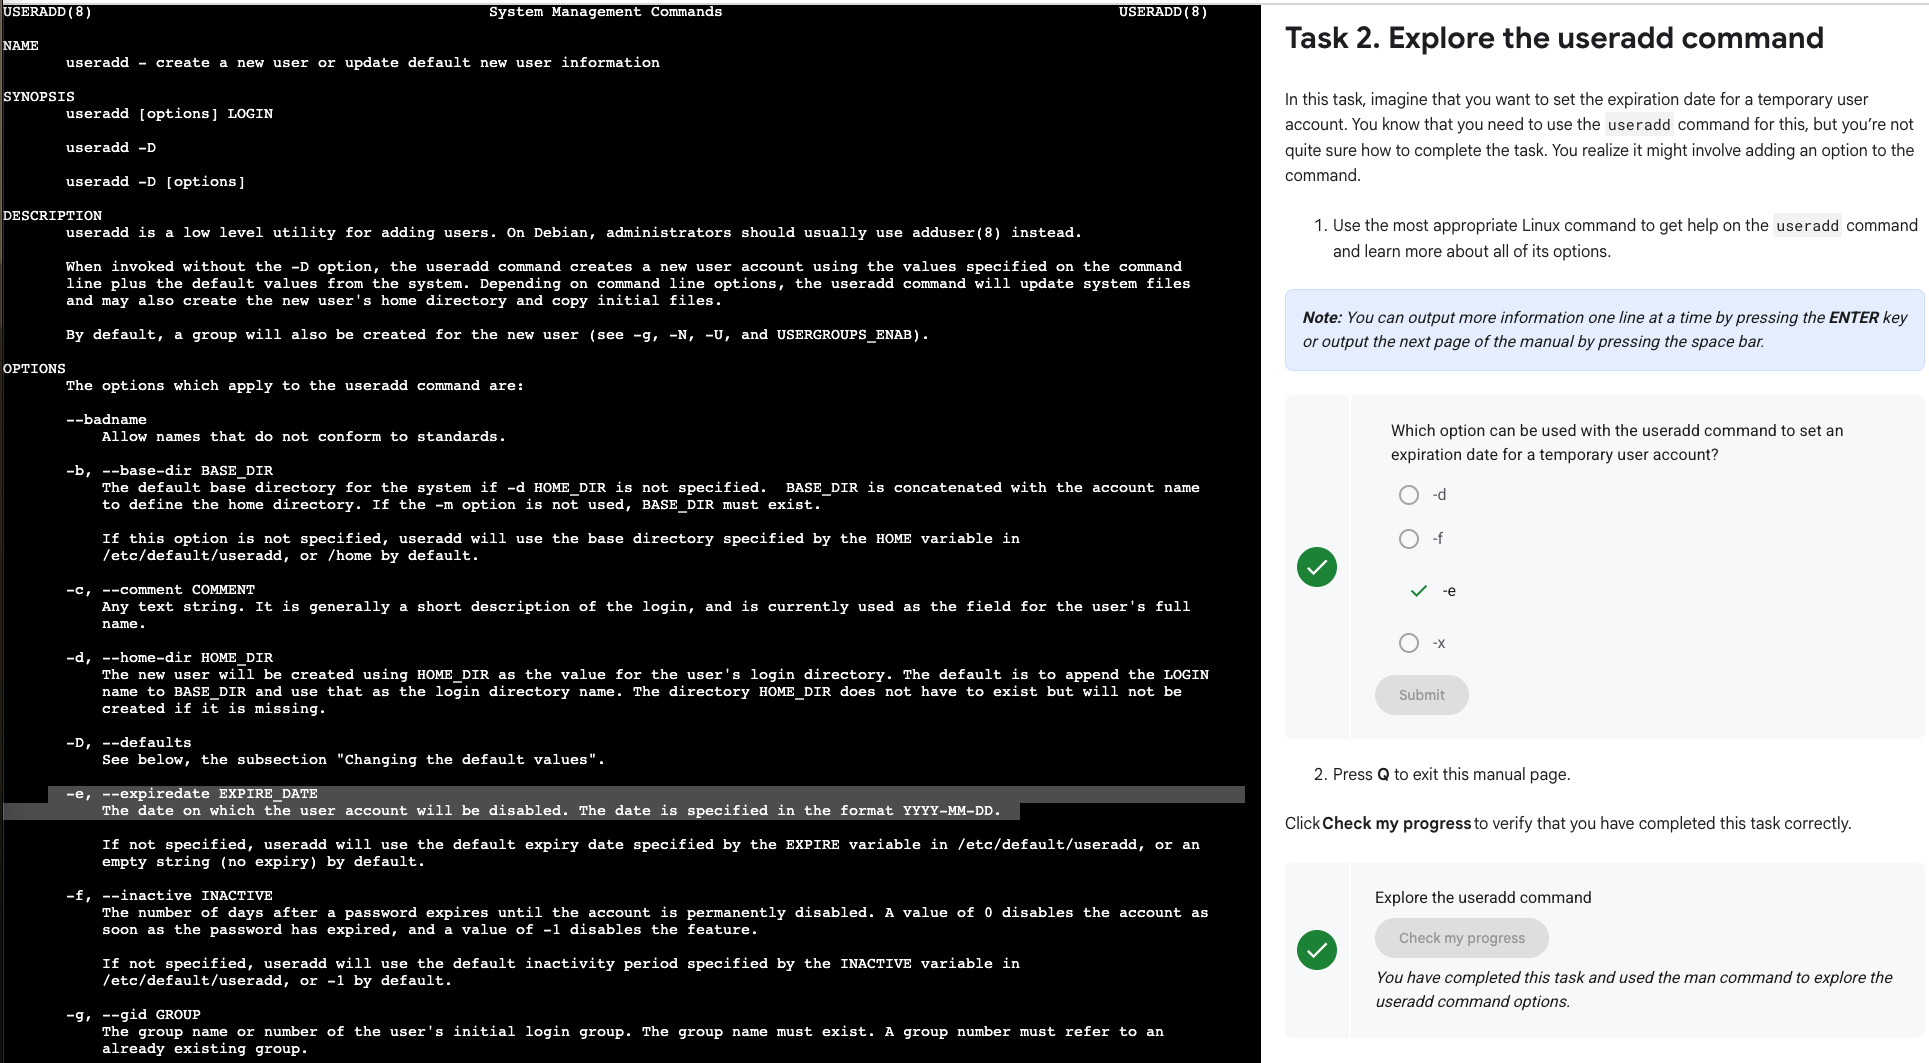 USERADD(8) System Management Commands USERADD(8)
NAME
useradd - create a new user or update default new user information
SYNOPSIS
useradd [options] LOGIN
useradd -D
useradd -D [options]
DESCRIPTION
useradd is a low level utility for adding users. On Debian, administrators should usually use adduser(8) instead.
When invoked without the -D option, the useradd command creates a new user account using the values specified on the command
line plus the default values from the system. Depending on command line options, the useradd command will update system files
and may also create the new user's home directory and copy initial files.
By default, a group will also be created for the new user (see -g, -N, -U, and USERGROUPS_ENAB).
OPTIONS
The options which apply to the useradd command are:
--badname
Allow names that do not conform to standards.
-b, --base-dir BASE_DIR
The default base directory for the system if -d HOME_DIR is not specified.  BASE_DIR is concatenated with the account name
to define the home directory. If the -m option is not used, BASE_DIR must exist.
If this option is not specified, useradd will use the base directory specified by the HOME variable in
/etc/default/useradd, or /home by default.
-c, --comment COMMENT
Any text string. It is generally a short description of the login, and is currently used as the field for the user's full
name.
-d, --home-dir HOME_DIR
The new user will be created using HOME_DIR as the value for the user's login directory. The default is to append the LOGIN
name to BASE_DIR and use that as the login directory name. The directory HOME_DIR does not have to exist but will not be
created if it is missing.
-D, --defaults
See below, the subsection "Changing the default values".
-e, --expiredate EXPIRE_DATE
The date on which the user account will be disabled. The date is specified in the format YYYY-MM-DD.
If not specified, useradd will use the default expiry date specified by the EXPIRE variable in /etc/default/useradd, or an
empty string (no expiry) by default.
-f, --inactive INACTIVE
The number of days after a password expires until the account is permanently disabled. A value of 0 disables the account as
soon as the password has expired, and a value of -1 disables the feature.
If not specified, useradd will use the default inactivity period specified by the INACTIVE variable in
/etc/default/useradd, or -1 by default.
-g, --gid GROUP
The group name or number of the user's initial login group. The group name must exist. A group number must refer to an
already existing group.
Task 2. Explore the useradd command
In this task, imagine that you want to set the expiration date for a temporary user
account. You know that you need to use the useradd command for this, but you're not
quite sure how to complete the task. You realize it might involve adding an option to the
command.
1. Use the most appropriate Linux command to get help on the useradd command
and learn more about all of its options.
Note: You can output more information one line at a time by pressing the ENTER key
or output the next page of the manual by pressing the space bar.
Which option can be used with the useradd command to set an
expiration date for a temporary user account?
-d
-f
-e
-x
Submit
2. Press Q to exit this manual page.
Click Check my progress to verify that you have completed this task correctly.
Explore the useradd command
Check my progress
You have completed this task and used the man command to explore the
useradd command options.